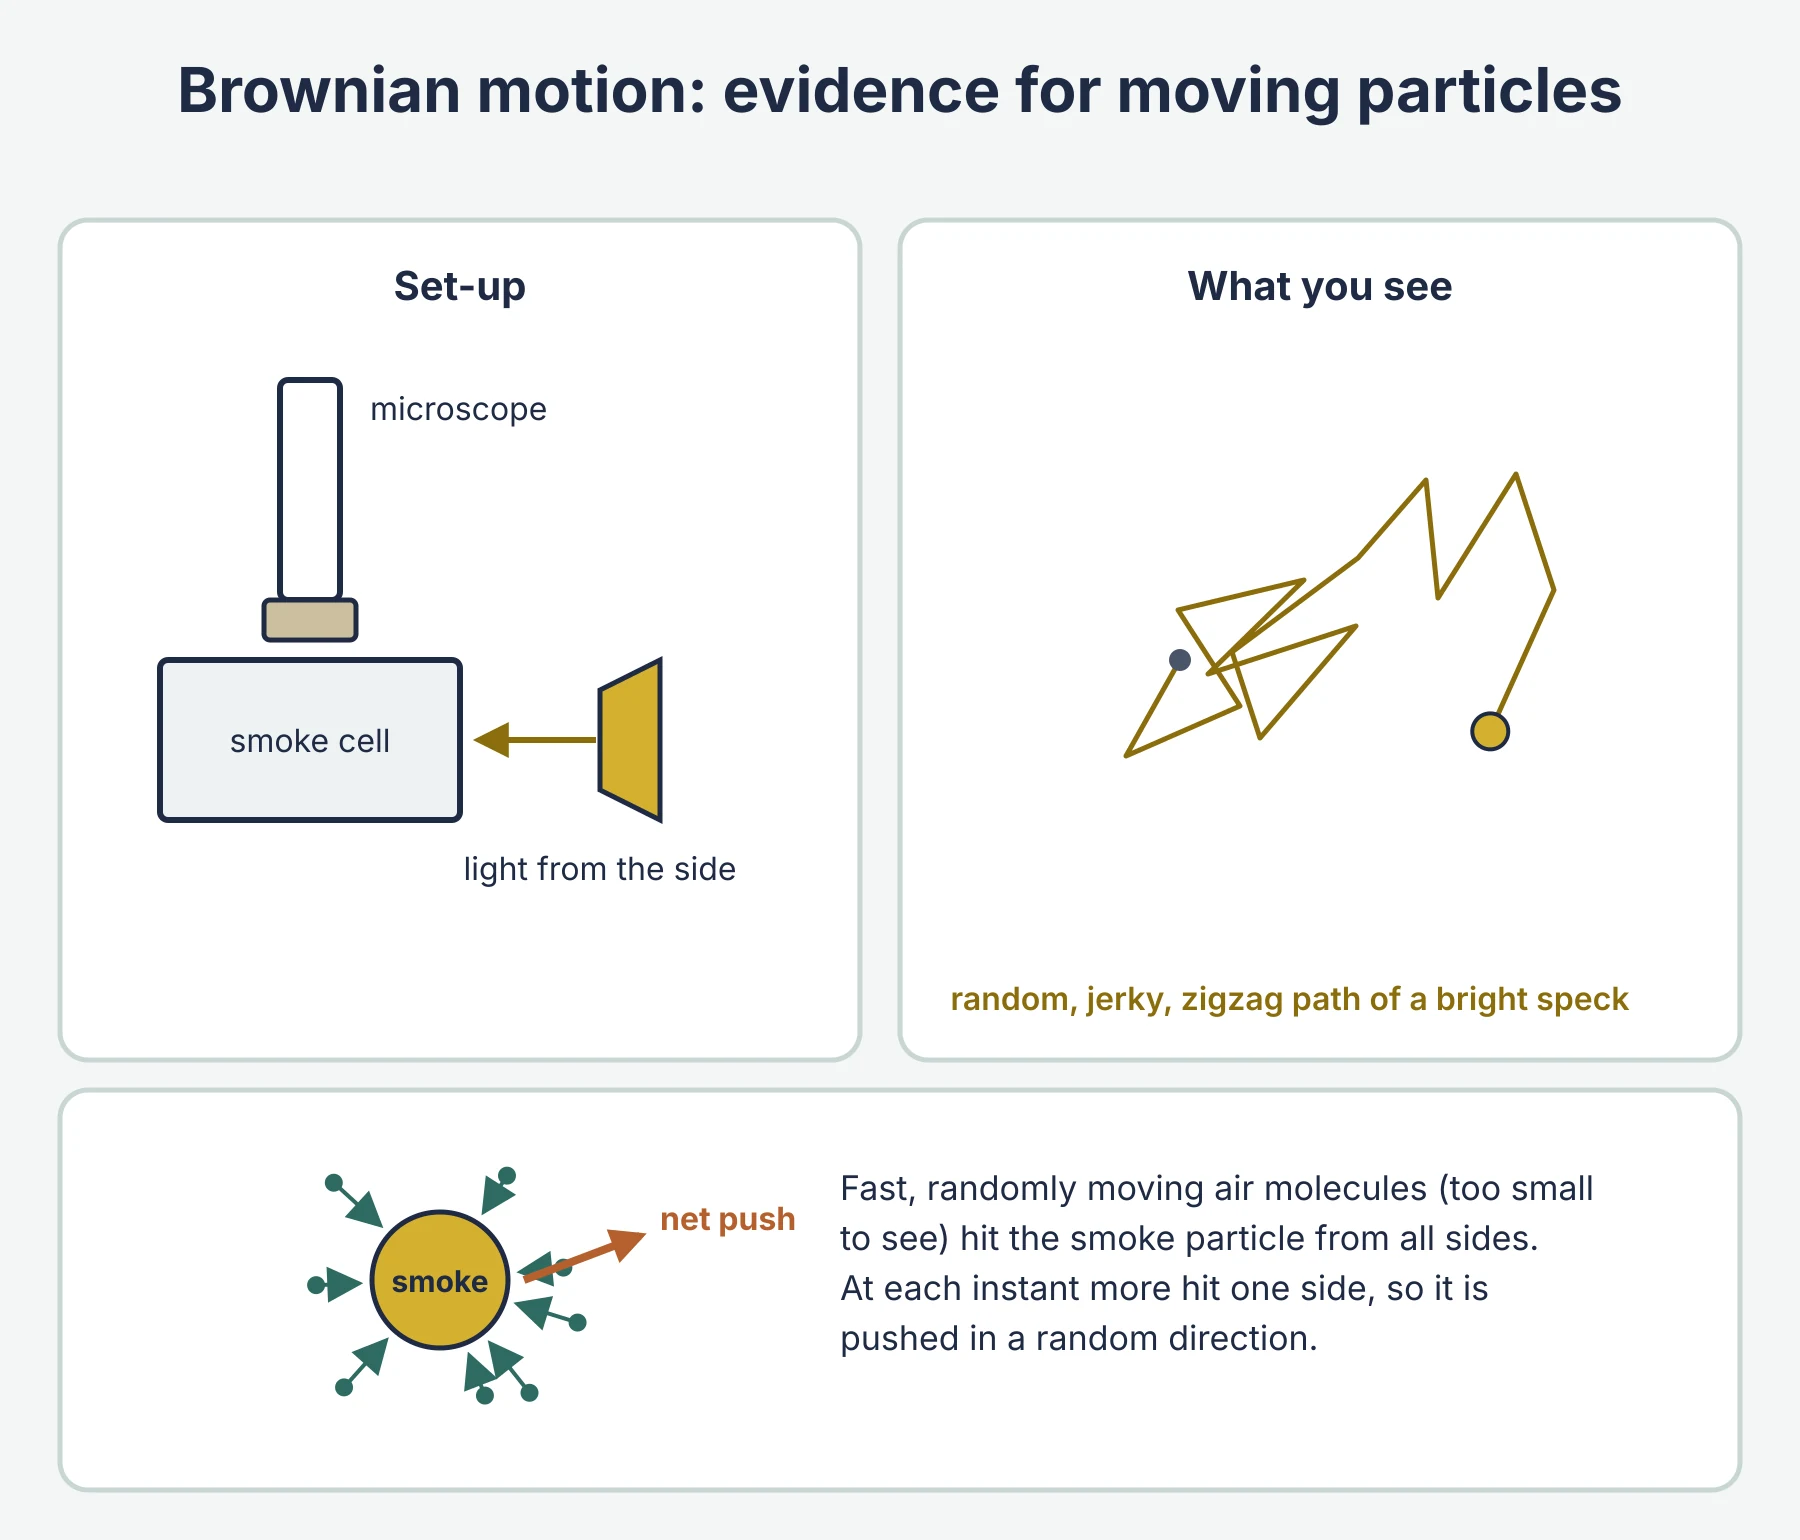 Brownian motion: evidence for moving particles
Set-up
microscope
smoke cell
light from the side
What you see
random, jerky, zigzag path of a bright speck
smoke
net push
Fast, randomly moving air molecules (too small
to see) hit the smoke particle from all sides.
At each instant more hit one side, so it is
pushed in a random direction.